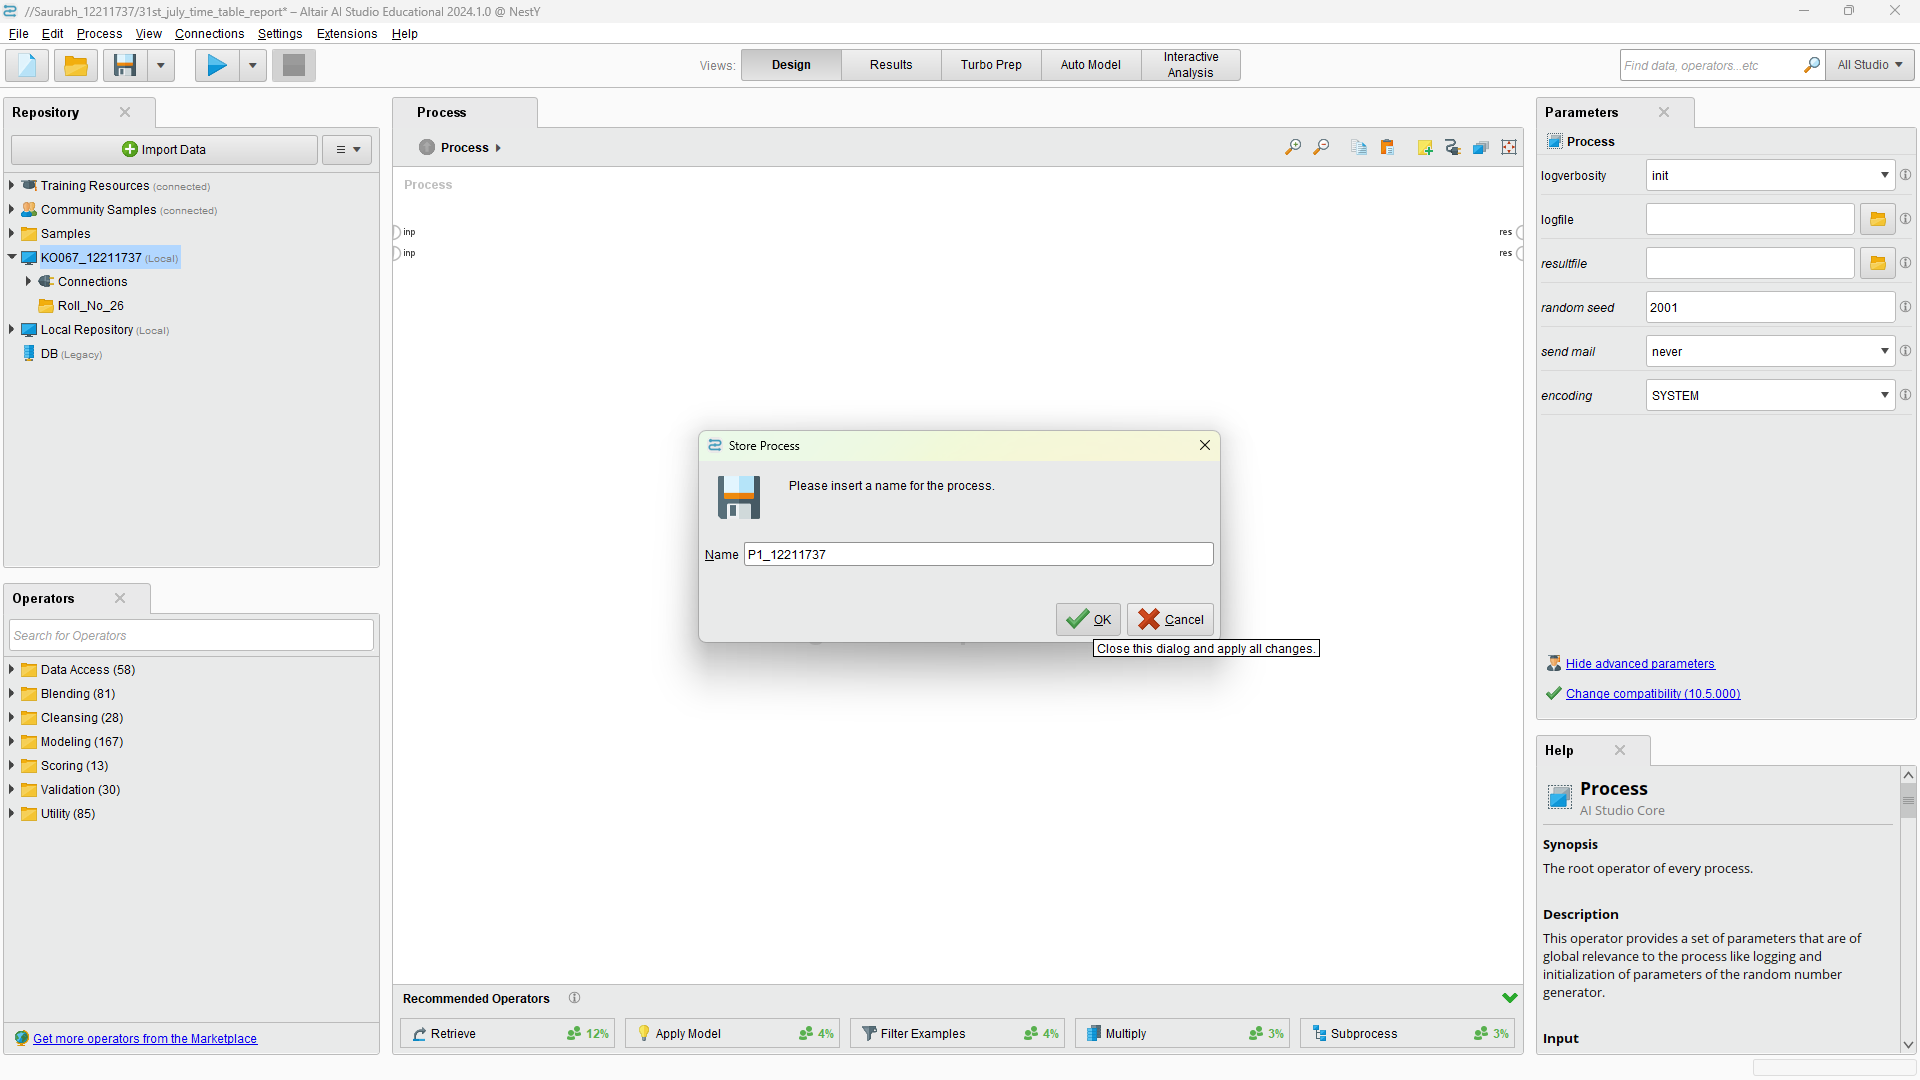 //Saurabh_12211737/31st_july_time_table_report* – Altair AI Studio Educational 2024.1.0 @ NestY
File Edit Process View Connections Settings Extensions Help
Views: Design Results Turbo Prep Auto Model Interactive Analysis
Find data, operators...etc
All Studio
Repository
Import Data
Training Resources (connected)
Community Samples (connected)
Samples
KO067_12211737 (Local)
Connections
Roll_No_26
Local Repository (Local)
DB (Legacy)
Operators
Search for Operators
Data Access (58)
Blending (81)
Cleansing (28)
Modeling (167)
Scoring (13)
Validation (30)
Utility (85)
Get more operators from the Marketplace
Process
Process
Process
inp
inp
res
res
Store Process
Please insert a name for the process.
Name P1_12211737
OK Cancel
Close this dialog and apply all changes.
Recommended Operators
Retrieve 12%
Apply Model 4%
Filter Examples 4%
Multiply 3%
Subprocess 3%
Parameters
Process
logverbosity init
logfile
resultfile
random seed 2001
send mail never
encoding SYSTEM
Hide advanced parameters
Change compatibility (10.5.000)
Help
Process
AI Studio Core
Synopsis
The root operator of every process.
Description
This operator provides a set of parameters that are of
global relevance to the process like logging and
initialization of parameters of the random number
generator.
Input